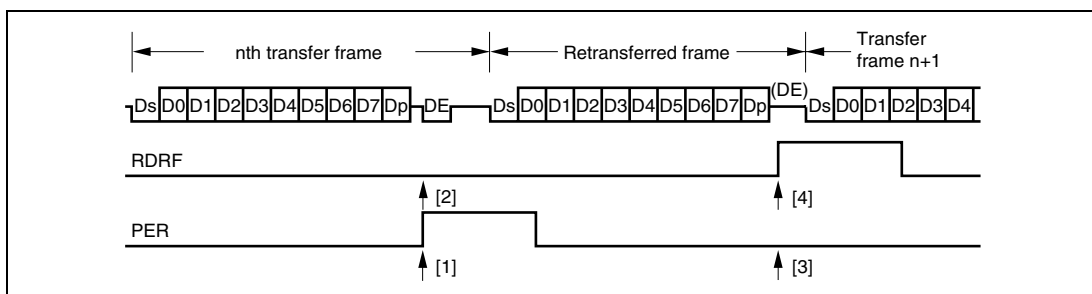 nth transfer frame Retransferred frame Transfer
frame n+1
Ds D0 D1 D2 D3 D4 D5 D6 D7 Dp DE Ds D0 D1 D2 D3 D4 D5 D6 D7 Dp (DE) Ds D0 D1 D2 D3 D4
RDRF
[2] [4]
PER
[1] [3]